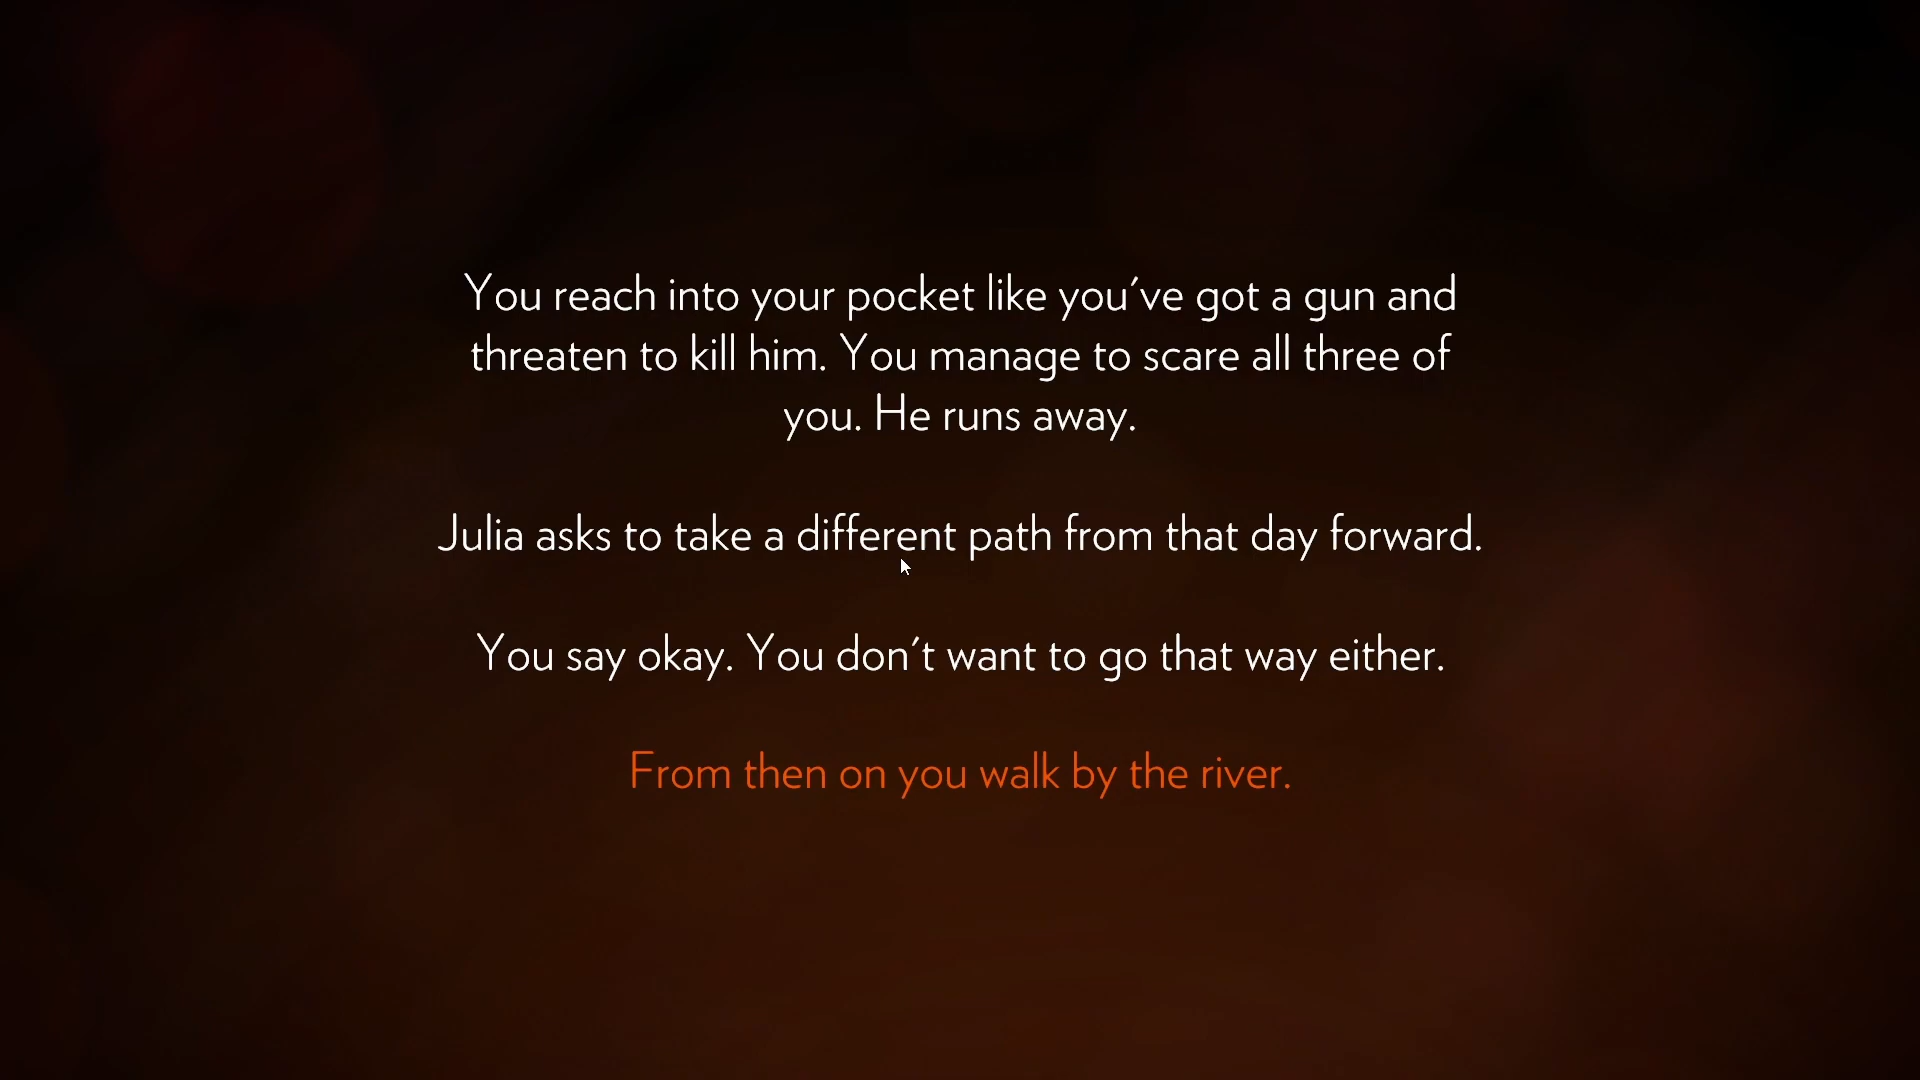 You reach into your pocket like you've got a gun and
threaten to kill him. You manage to scare all three of
you. He runs away.
Julia asks to take a different path from that day forward.
You say okay. You don't want to go that way either.
From then on you walk by the river.